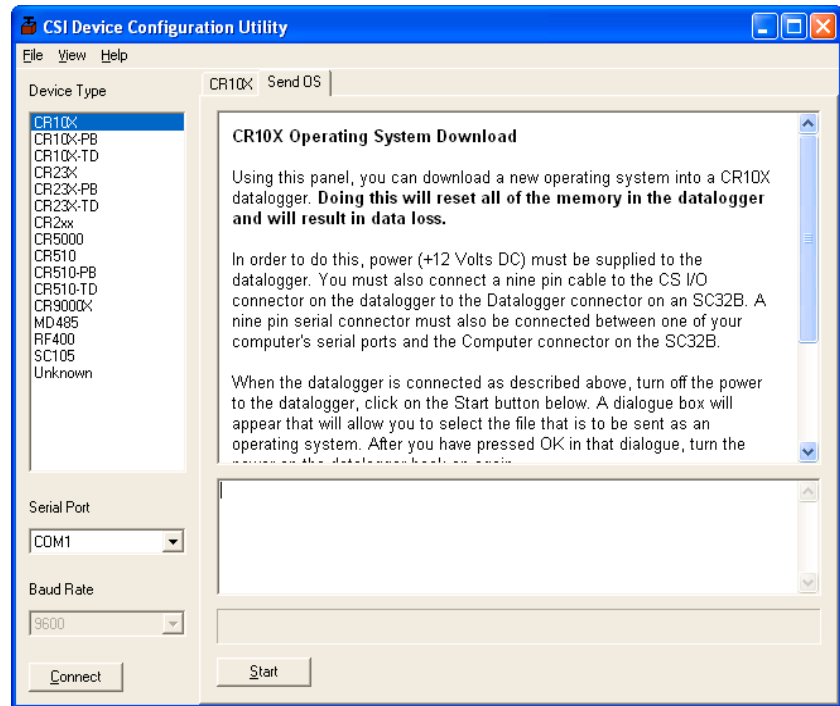 CSI Device Configuration Utility
File View Help
Device Type
CR10X
CR10X-PB
CR10X-TD
CR23X
CR23X-PB
CR23X-TD
CR2xx
CR5000
CR510
CR510-PB
CR510-TD
CR9000X
MD485
RF400
SC105
Unknown
Serial Port
COM1
Baud Rate
9600
Connect
CR10X Send OS
CR10X Operating System Download
Using this panel, you can download a new operating system into a CR10X
datalogger. Doing this will reset all of the memory in the datalogger
and will result in data loss.
In order to do this, power (+12 Volts DC) must be supplied to the
datalogger. You must also connect a nine pin cable to the CS I/O
connector on the datalogger to the Datalogger connector on an SC32B. A
nine pin serial connector must also be connected between one of your
computer's serial ports and the Computer connector on the SC32B.
When the datalogger is connected as described above, turn off the power
to the datalogger, click on the Start button below. A dialogue box will
appear that will allow you to select the file that is to be sent as an
operating system. After you have pressed OK in that dialogue, turn the
power on the datalogger back on again.
Start